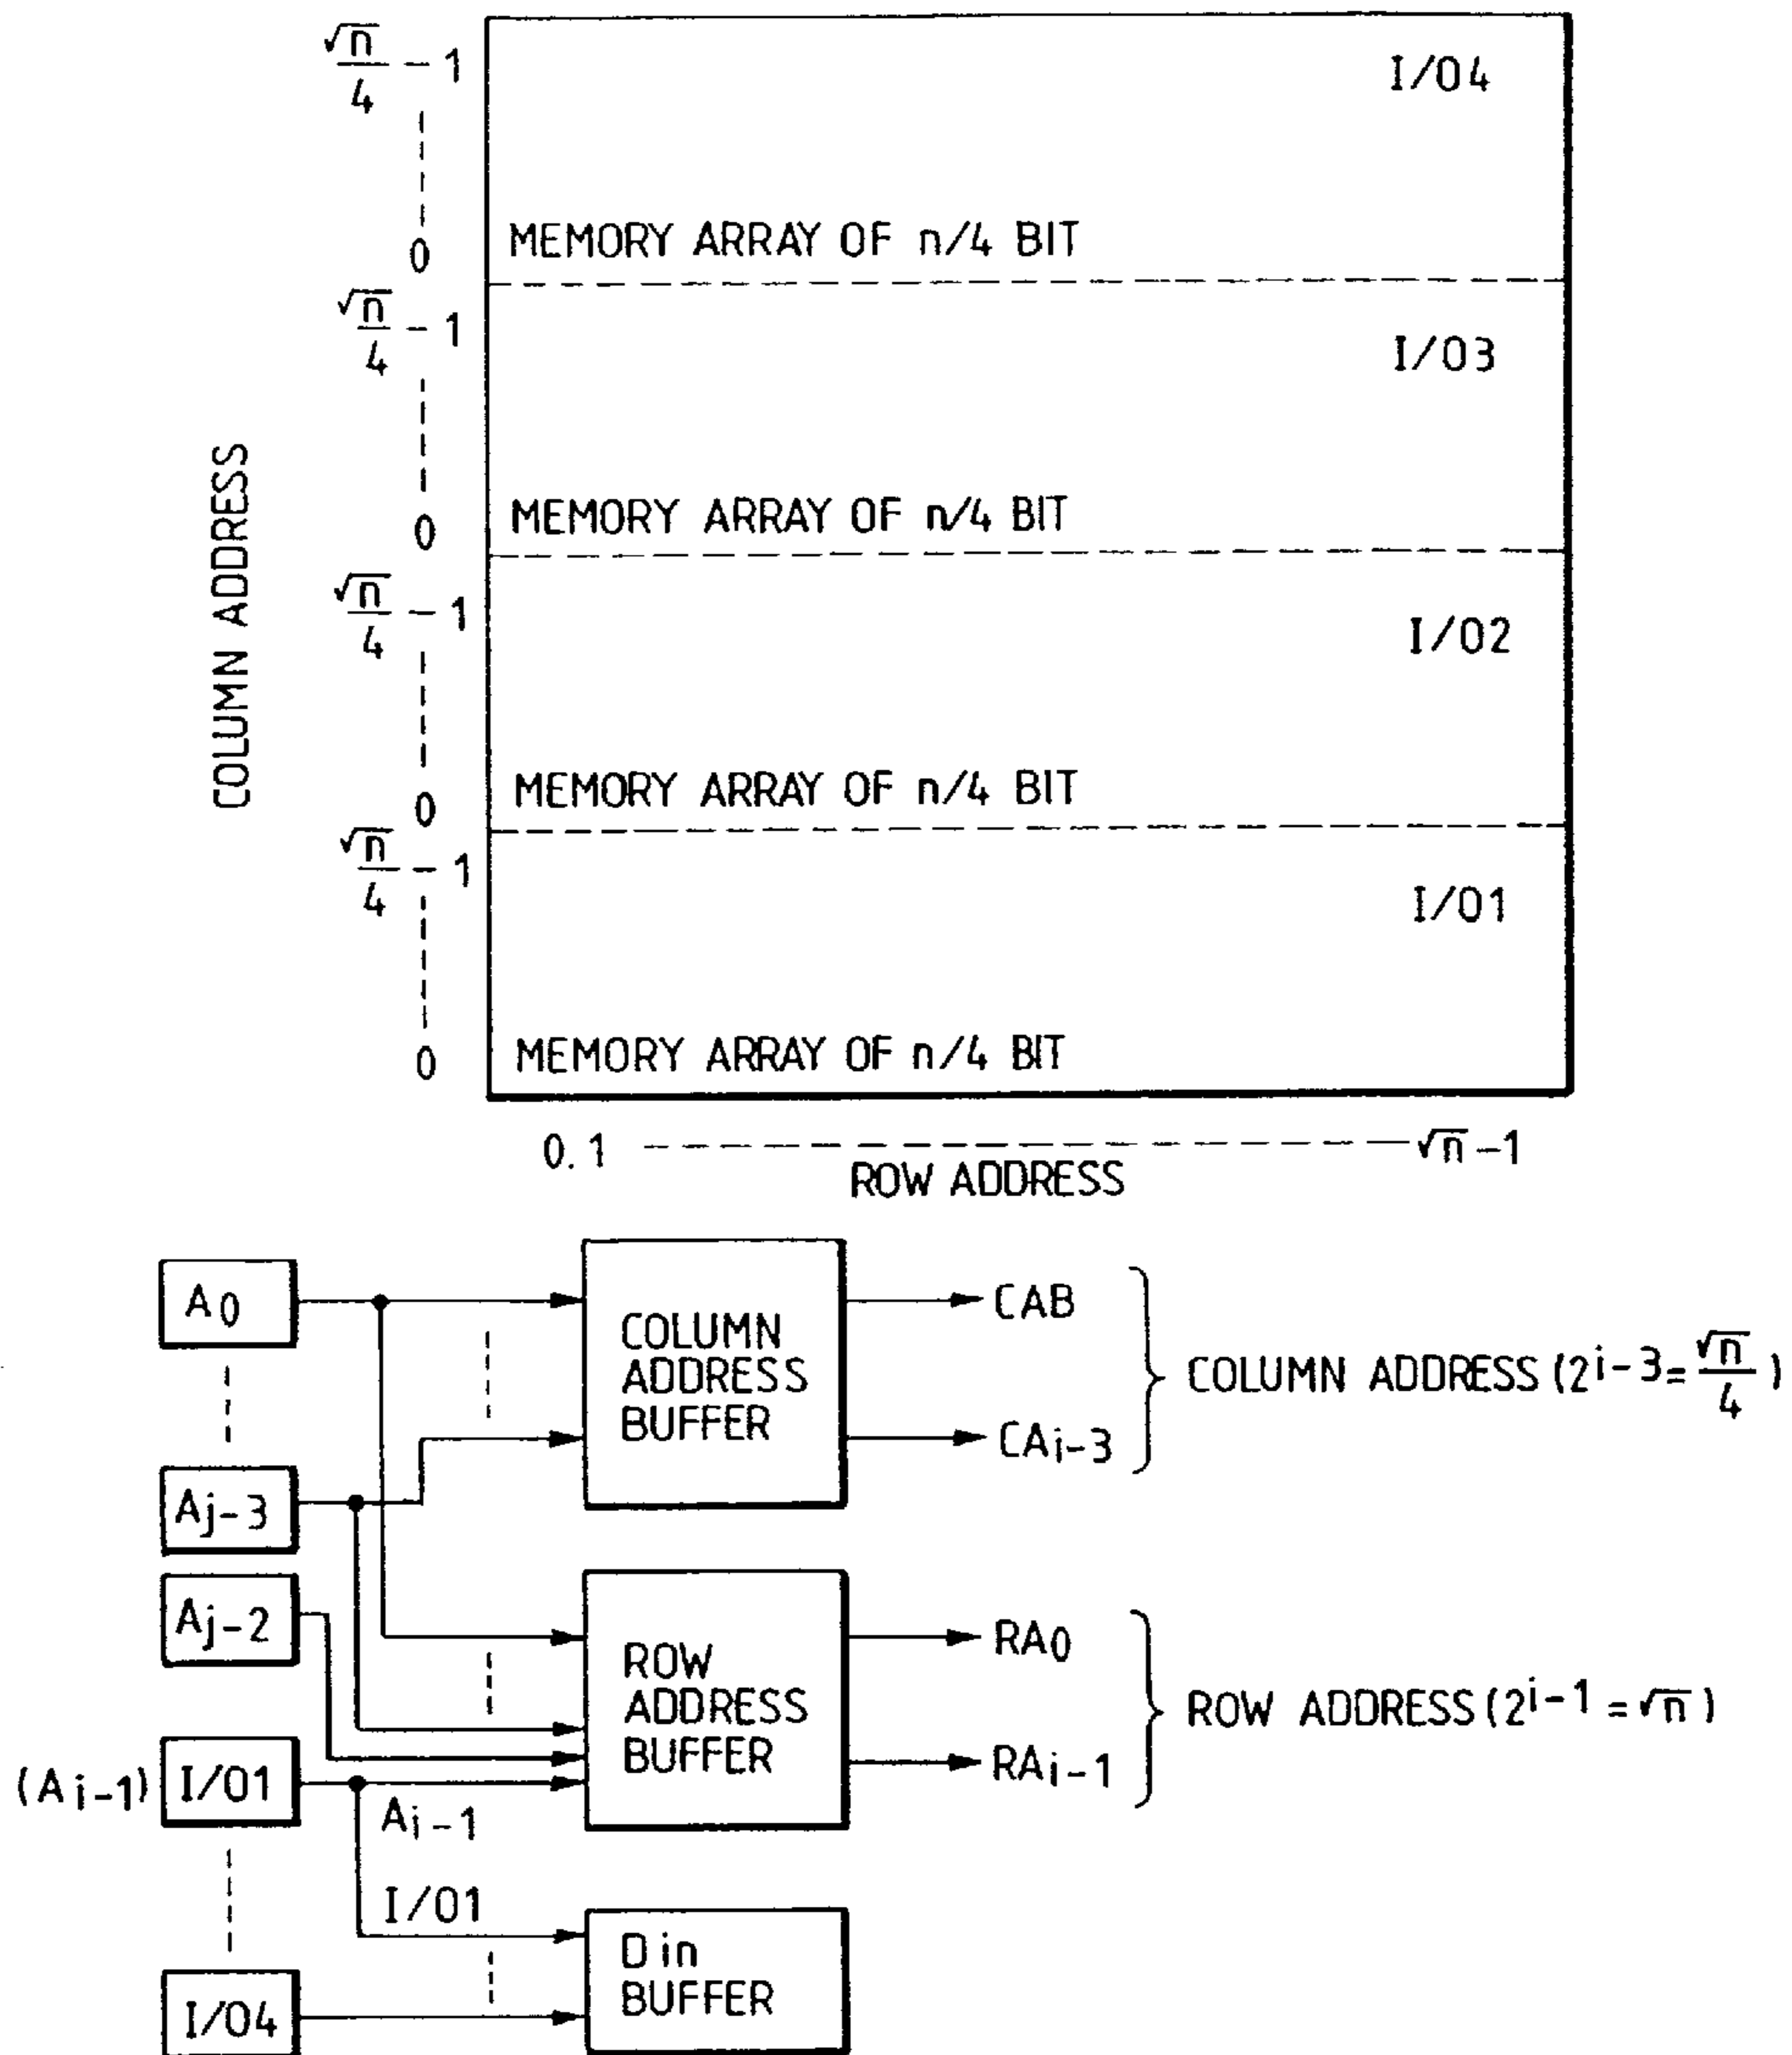 √n/4 − 1
I/O4
0
MEMORY ARRAY OF n/4 BIT
√n/4 − 1
I/O3
0
MEMORY ARRAY OF n/4 BIT
COLUMN ADDRESS
√n/4 − 1
I/O2
0
MEMORY ARRAY OF n/4 BIT
√n/4 − 1
I/O1
0
MEMORY ARRAY OF n/4 BIT
0. 1
√n −1
ROW ADDRESS
A0
COLUMN
ADDRESS
BUFFER
CAB
CAi−3
COLUMN ADDRESS (2^i−3 = √n/4)
Aj−3
Aj−2
ROW
ADDRESS
BUFFER
RA0
RAi−1
ROW ADDRESS (2^i−1 = √n)
(Ai−1)
I/O1
Ai−1
I/O1
Din
BUFFER
I/O4